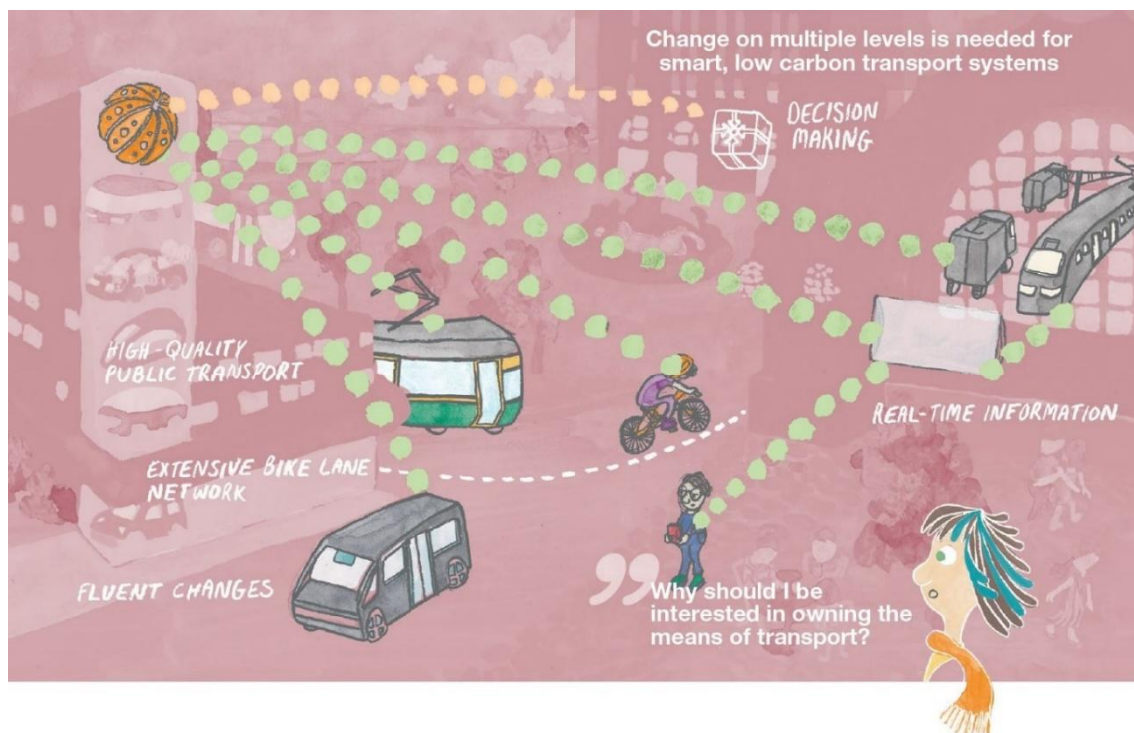 Change on multiple levels is needed for
smart, low carbon transport systems
DECISION
MAKING
HIGH-QUALITY
PUBLIC TRANSPORT
REAL-TIME INFORMATION
EXTENSIVE BIKE LANE
NETWORK
FLUENT CHANGES
” Why should I be
interested in owning the
means of transport?